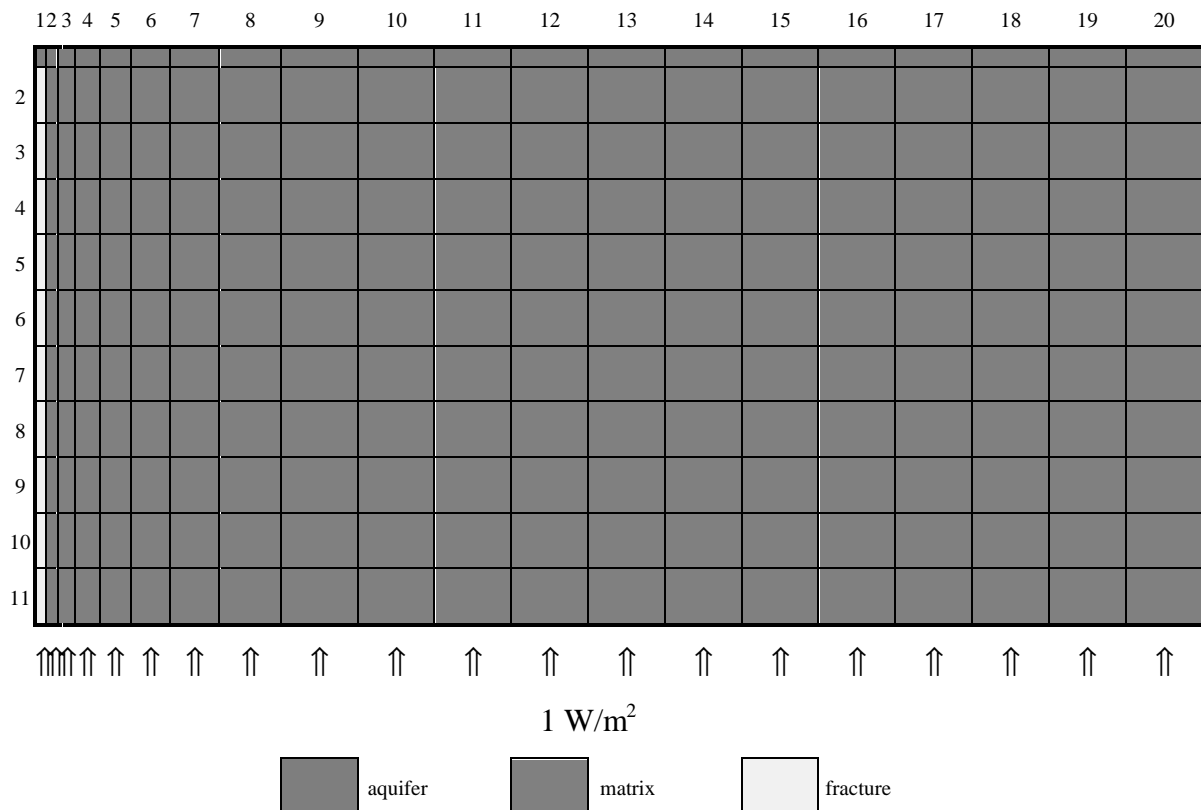 1 2 3 4 5 6 7 8 9 10 11 12 13 14 15 16 17 18 19 20
2
3
4
5
6
7
8
9
10
11
⇑ ⇑ ⇑ ⇑ ⇑ ⇑ ⇑ ⇑ ⇑ ⇑ ⇑ ⇑ ⇑ ⇑ ⇑ ⇑ ⇑ ⇑ ⇑ ⇑
1 W/m²
aquifer matrix fracture